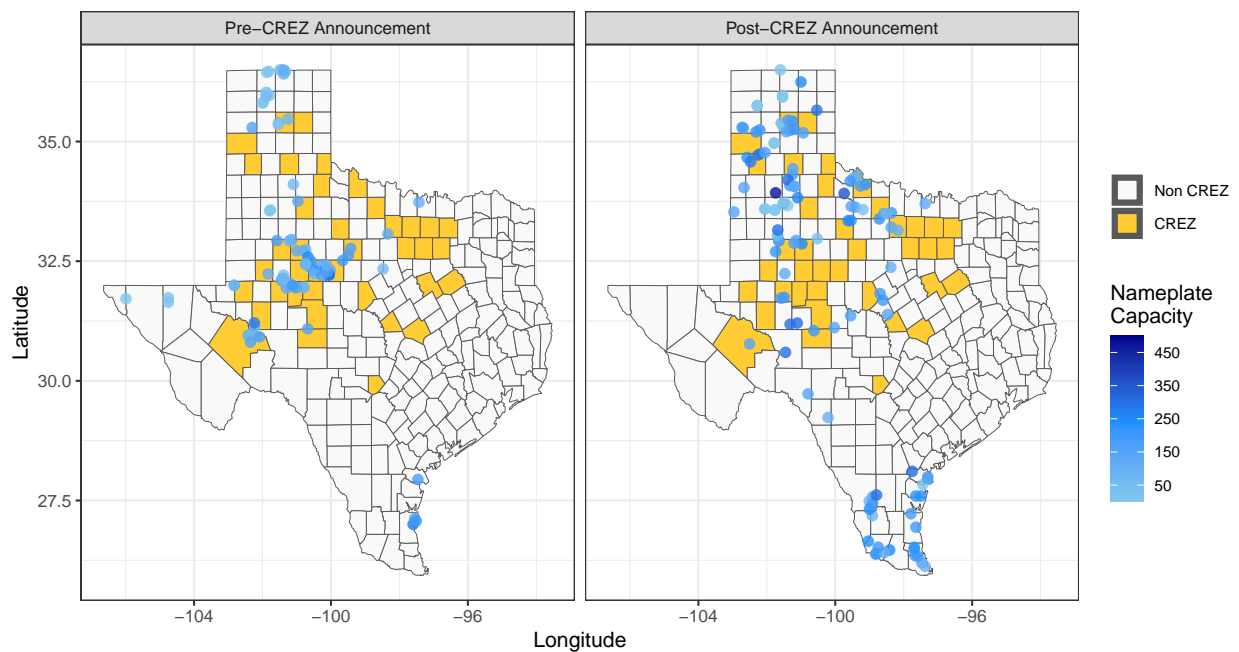 Pre−CREZ Announcement
Post−CREZ Announcement
35.0
32.5
30.0
27.5
Latitude
−104
−100
−96
−104
−100
−96
Longitude
Non CREZ
CREZ
Nameplate
Capacity
450
350
250
150
50